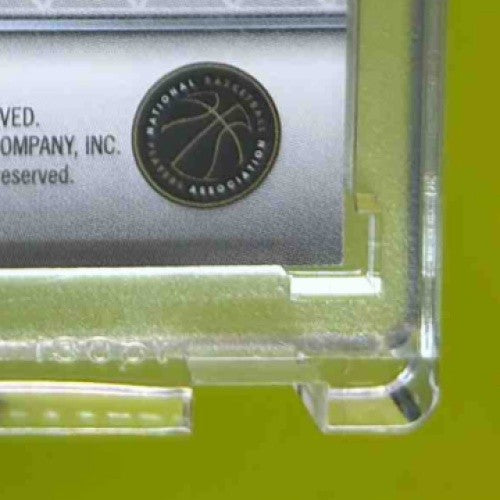 VED.
OMPANY, INC.
eserved.
NATIONAL BASKETBALL
PLAYERS ASSOCIATION